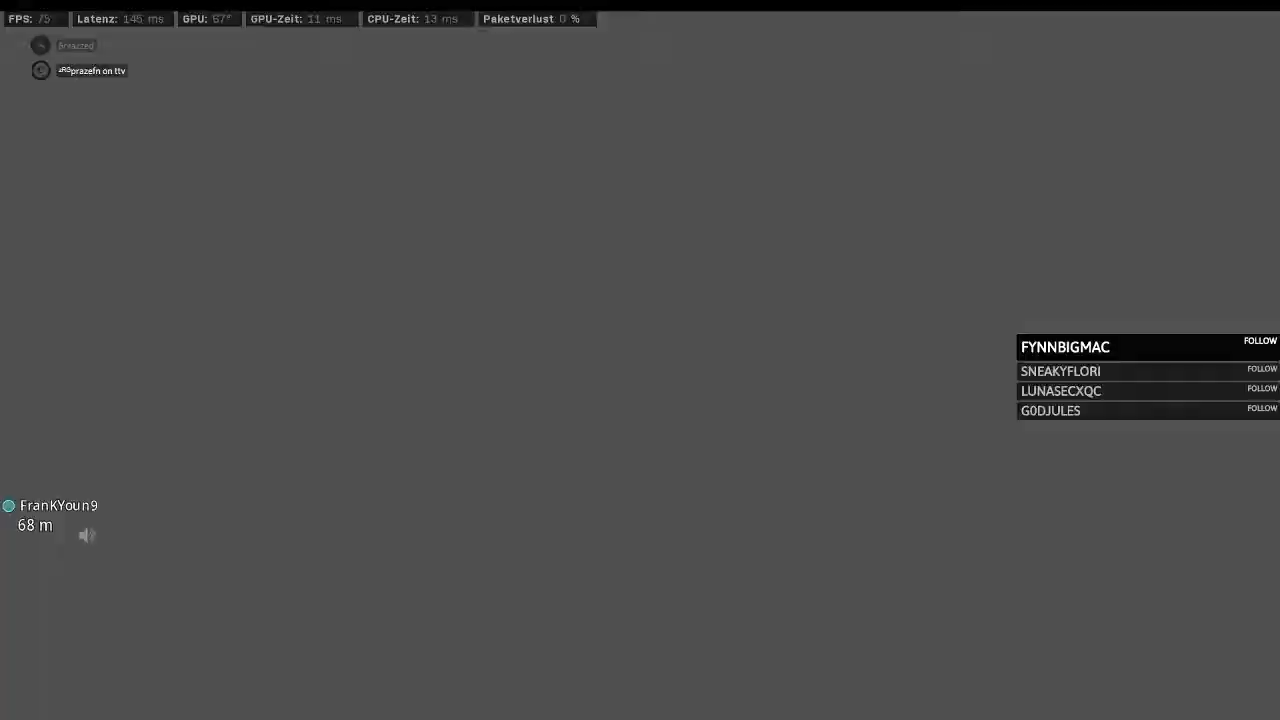 FPS: 75 Latenz: 145 ms GPU: 67° GPU-Zeit: 11 ms CPU-Zeit: 13 ms Paketverlust 0 %
Breazzed
prazefn on ttv
FYNNBIGMAC FOLLOW
SNEAKYFLORI FOLLOW
LUNASECXQC FOLLOW
G0DJULES FOLLOW
FranKYoun9
68 m